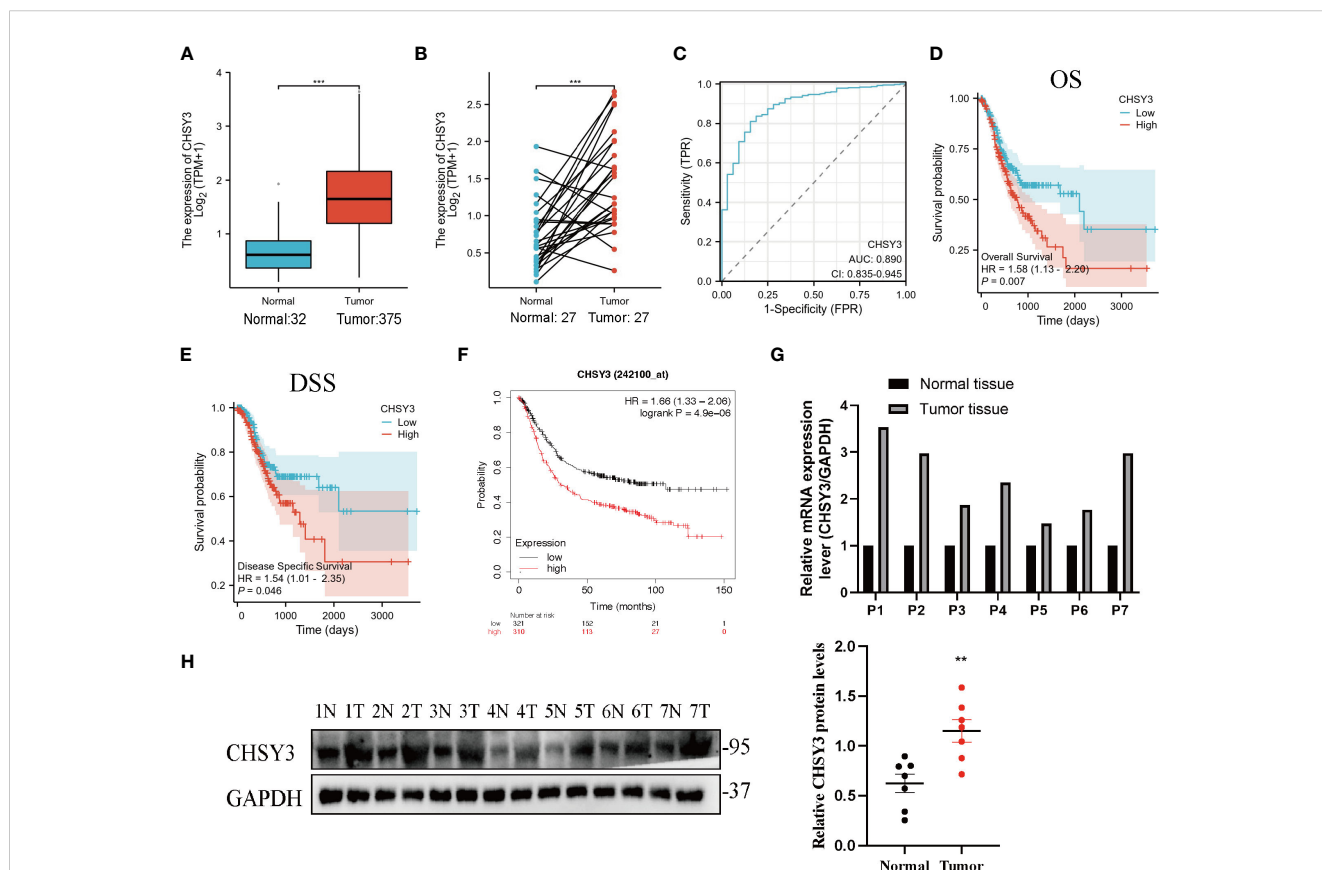 A
The expression of CHSY3
Log2 (TPM+1)
4
3
2
1
***
Normal
Tumor
Normal:32
Tumor:375
B
The expression of CHSY3
Log2 (TPM+1)
2.5
2.0
1.5
1.0
0.5
***
Normal
Tumor
Normal: 27
Tumor: 27
C
Sensitivity (TPR)
1.0
0.8
0.6
0.4
0.2
0.0
CHSY3
AUC: 0.890
CI: 0.835-0.945
0.00 0.25 0.50 0.75 1.00
1-Specificity (FPR)
D
OS
CHSY3
Low
High
Survival probability
1.00
0.75
0.50
0.25
Overall Survival
HR = 1.58 (1.13 - 2.20)
P = 0.007
0 1000 2000 3000
Time (days)
E
DSS
CHSY3
Low
High
Survival probability
1.0
0.8
0.6
0.4
0.2
Disease Specific Survival
HR = 1.54 (1.01 - 2.35)
P = 0.046
0 1000 2000 3000
Time (days)
F
CHSY3 (242100_at)
HR = 1.66 (1.33 − 2.06)
logrank P = 4.9e−06
Probability
1.0
0.8
0.6
0.4
0.2
0.0
Expression
low
high
0 50 100 150
Time (months)
Number at risk
low 321 152 21 1
high 310 113 27 0
G
Normal tissue
Tumor tissue
Relative mRNA expression
lever (CHSY3/GAPDH)
4
3
2
1
0
P1 P2 P3 P4 P5 P6 P7
H
1N 1T 2N 2T 3N 3T 4N 4T 5N 5T 6N 6T 7N 7T
CHSY3
-95
GAPDH
-37
Relative CHSY3 protein levels
2.0
1.5
1.0
0.5
0.0
**
Normal Tumor